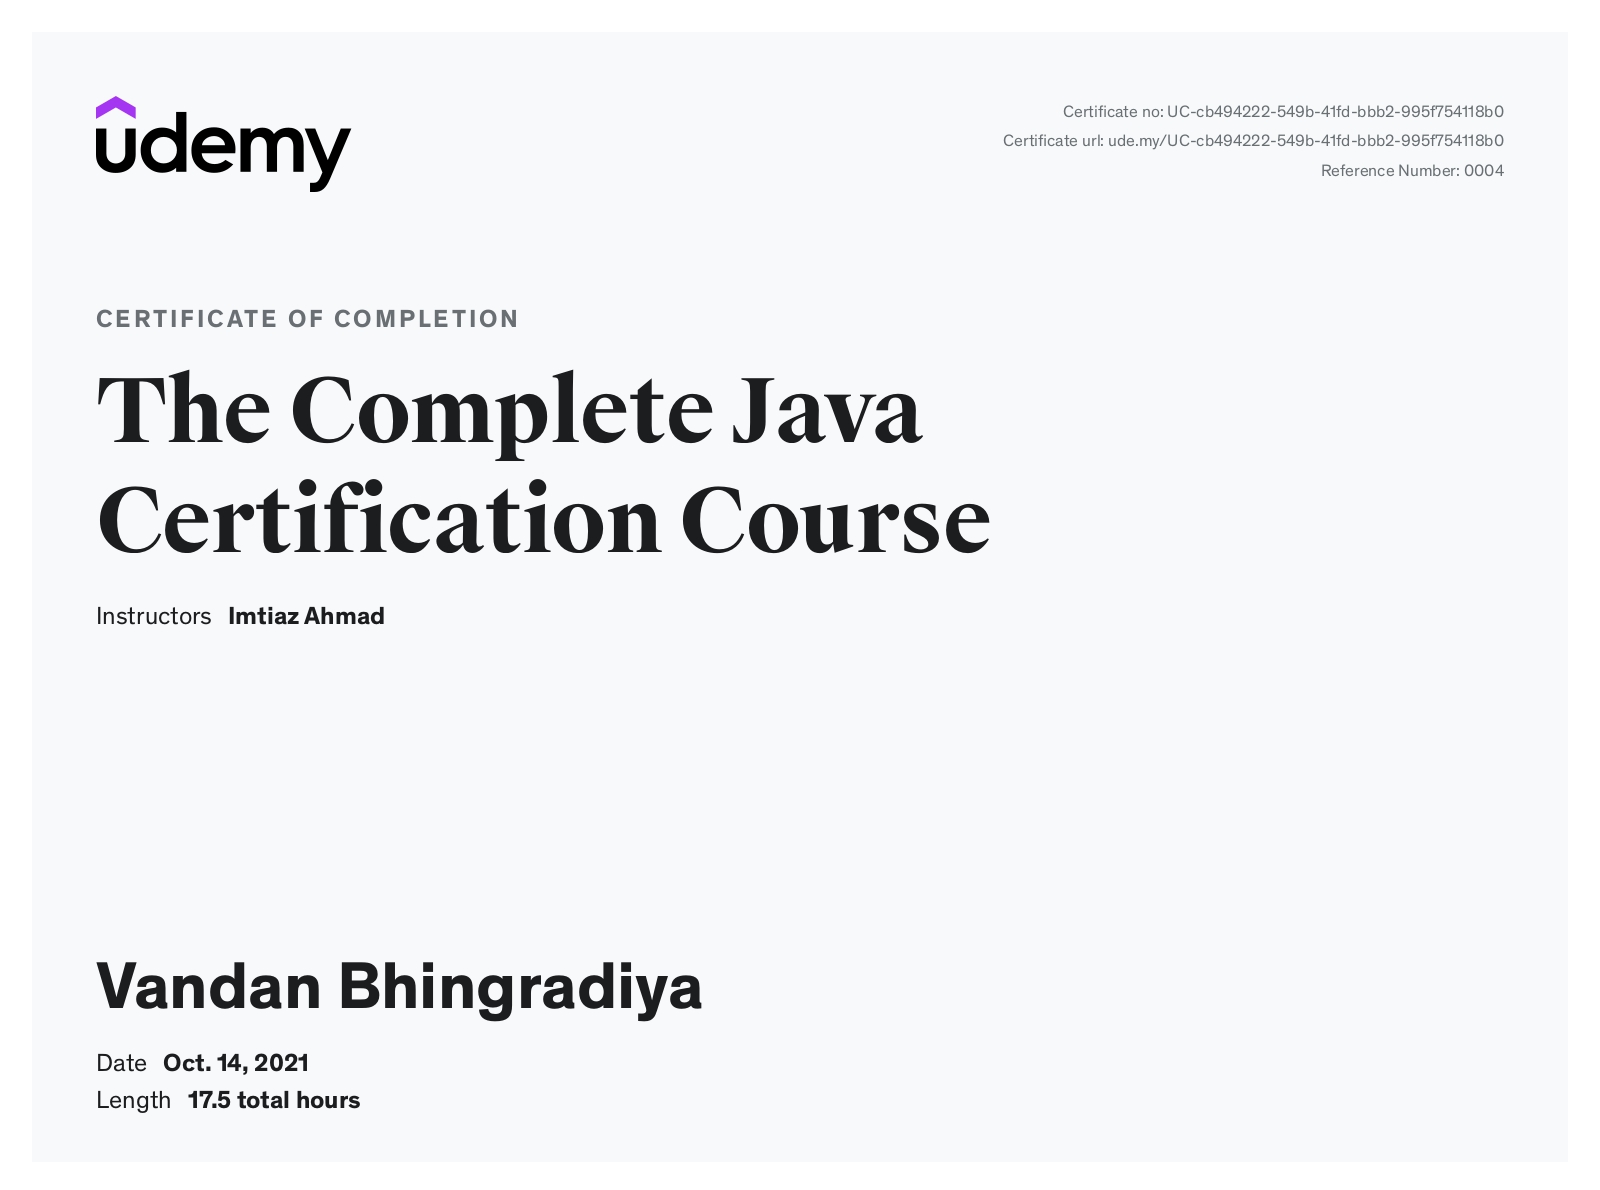 udemy
Certificate no: UC-cb494222-549b-41fd-bbb2-995f754118b0
Certificate url: ude.my/UC-cb494222-549b-41fd-bbb2-995f754118b0
Reference Number: 0004
CERTIFICATE OF COMPLETION
The Complete Java
Certification Course
Instructors Imtiaz Ahmad
Vandan Bhingradiya
Date Oct. 14, 2021
Length 17.5 total hours